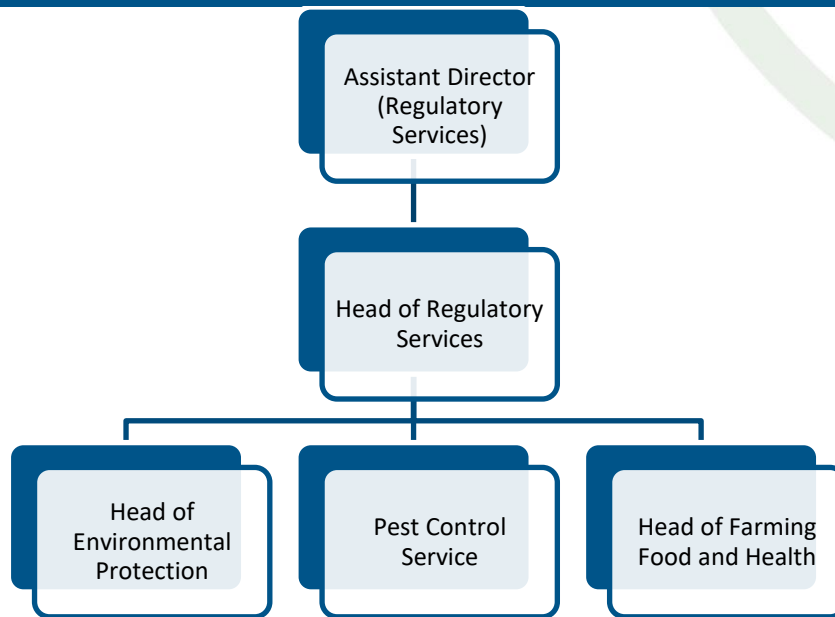 Assistant Director
(Regulatory
Services)
Head of Regulatory
Services
Head of
Environmental
Protection
Pest Control
Service
Head of Farming
Food and Health